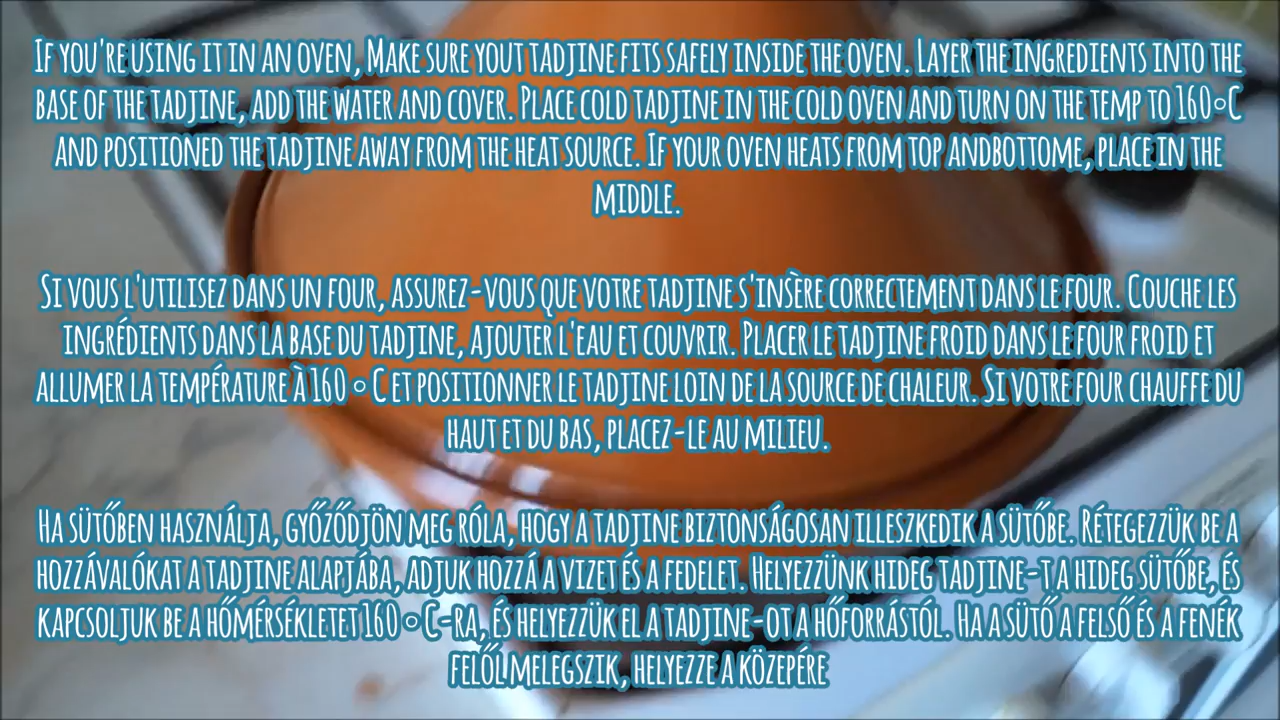 If you're using it in an oven, Make sure yout tadjine fits safely inside the oven. Layer the ingredients into the
base of the tadjine, add the water and cover. Place cold tadjine in the cold oven and turn on the temp to 160°C
and positioned the tadjine away from the heat source. If your oven heats from top andbottome, place in the
middle.
Si vous l'utilisez dans un four, assurez-vous que votre tadjine s'insère correctement dans le four. Couche les
ingrédients dans la base du tadjine, ajouter l'eau et couvrir. Placer le tadjine froid dans le four froid et
allumer la température à 160 ° C et positionner le tadjine loin de la source de chaleur. Si votre four chauffe du
haut et du bas, placez-le au milieu.
Ha sütőben használja, győződjön meg róla, hogy a tadjine biztonságosan illeszkedik a sütőbe. Rétegezzük be a
hozzávalókat a tadjine alapjába, adjuk hozzá a vizet és a fedelet. Helyezzünk hideg tadjine-t a hideg sütőbe, és
kapcsoljuk be a hőmérsékletet 160 ° C-ra, és helyezzük el a tadjine-ot a hőforrástól. Ha a sütő a felső és a fenék
felől melegszik, helyezze a közepére